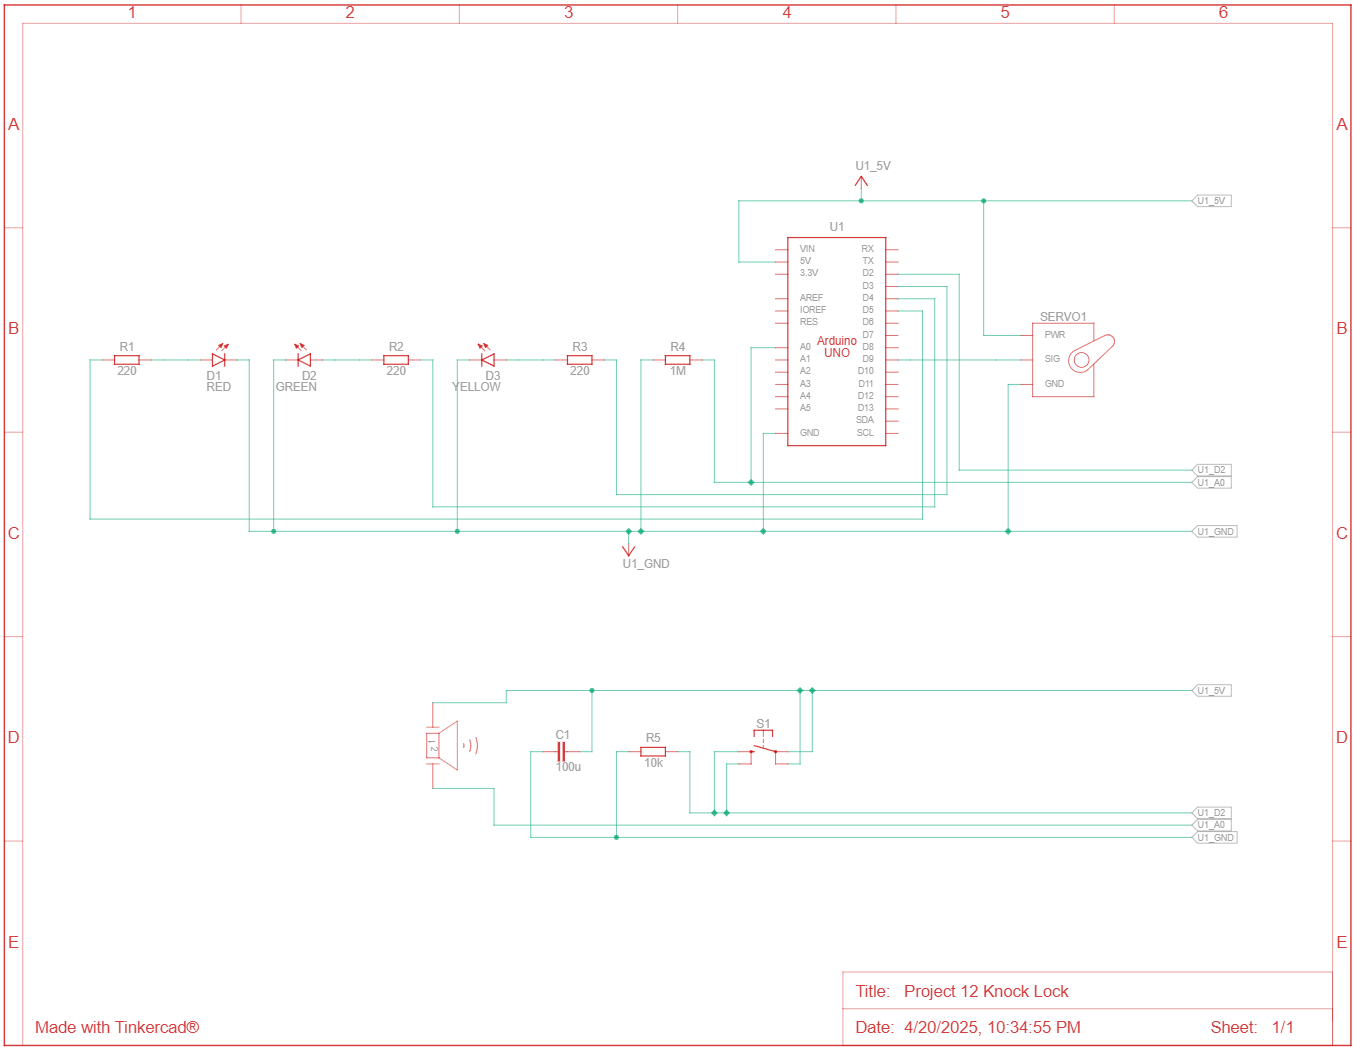 1 2 3 4 5 6
A A
U1_5V
U1_5V
U1
VIN RX
5V TX
3.3V D2
D3
AREF D4
IOREF D5
RES D6
D7
A0 D8
A1 D9
A2 D10
A3 D11
A4 D12
A5 D13
SDA
GND SCL
Arduino
UNO
SERVO1
PWR
SIG
GND
B B
R1
220
D1
RED
D2
GREEN
R2
220
D3
YELLOW
R3
220
R4
1M
U1_D2
U1_A0
C C
U1_GND
U1_GND
U1_5V
D D
1 2
C1
100u
R5
10k
S1
U1_D2
U1_A0
U1_GND
E E
Title: Project 12 Knock Lock
Made with Tinkercad®
Date: 4/20/2025, 10:34:55 PM Sheet: 1/1